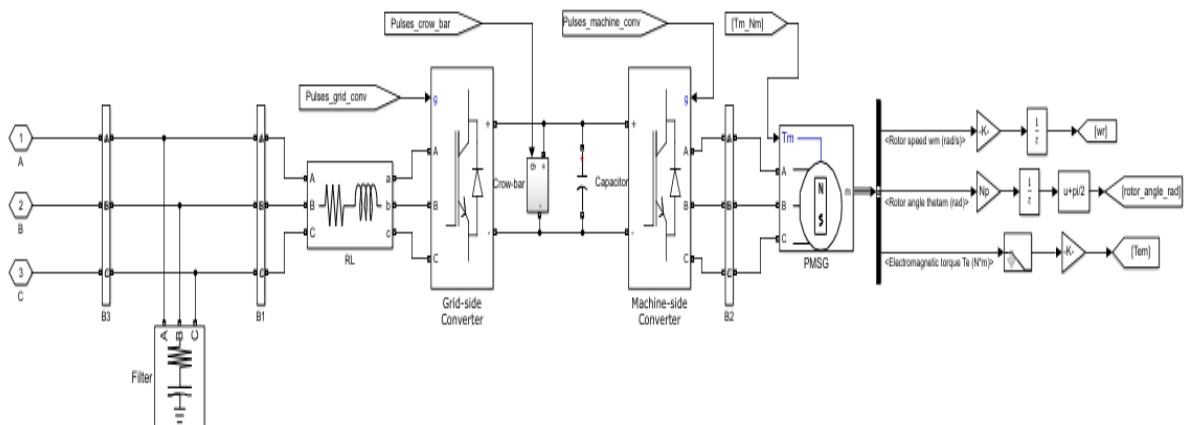 Pulses_crow_bar
Pulses_machine_conv
[Tm_Nm]
Pulses_grid_conv
g
g
1
A
2
B
3
C
A
B
C
B3
A
B
C
B1
A
B
C
a
b
c
RL
A
B
C
+
-
Grid-side
Converter
g
+
-
Crow-bar
Capacitor
+
-
A
B
C
Machine-side
Converter
A
B
C
B2
Tm
A
B
C
N
S
m
PMSG
<Rotor speed wm (rad/s)>
-K-
1
z
[wr]
<Rotor angle thetam (rad)>
Np
1
z
u+pi/2
[rotor_angle_rad]
<Electromagnetic torque Te (N*m)>
-K-
[Tem]
A
B
C
Filter